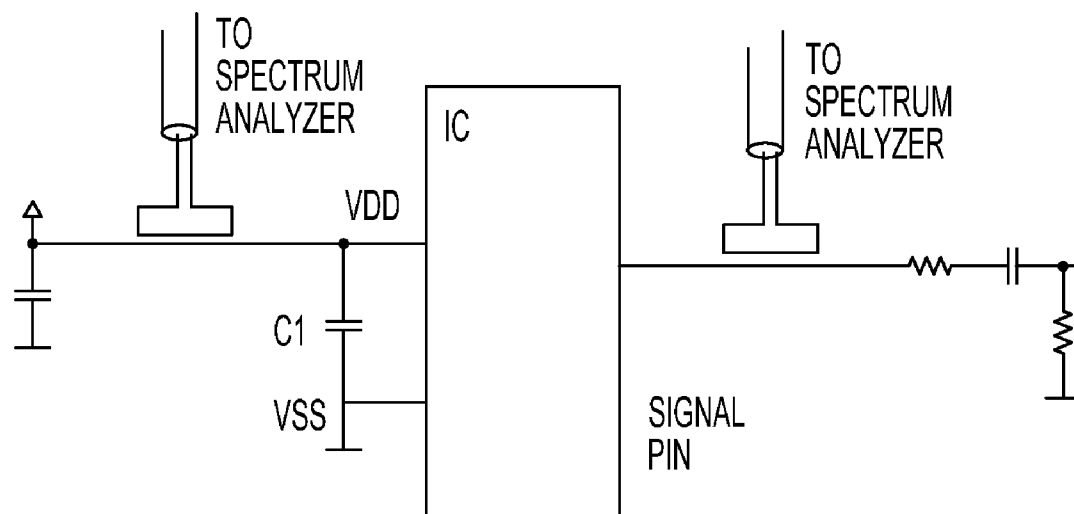 TO
SPECTRUM
ANALYZER
TO
SPECTRUM
ANALYZER
IC
VDD
C1
VSS
SIGNAL
PIN